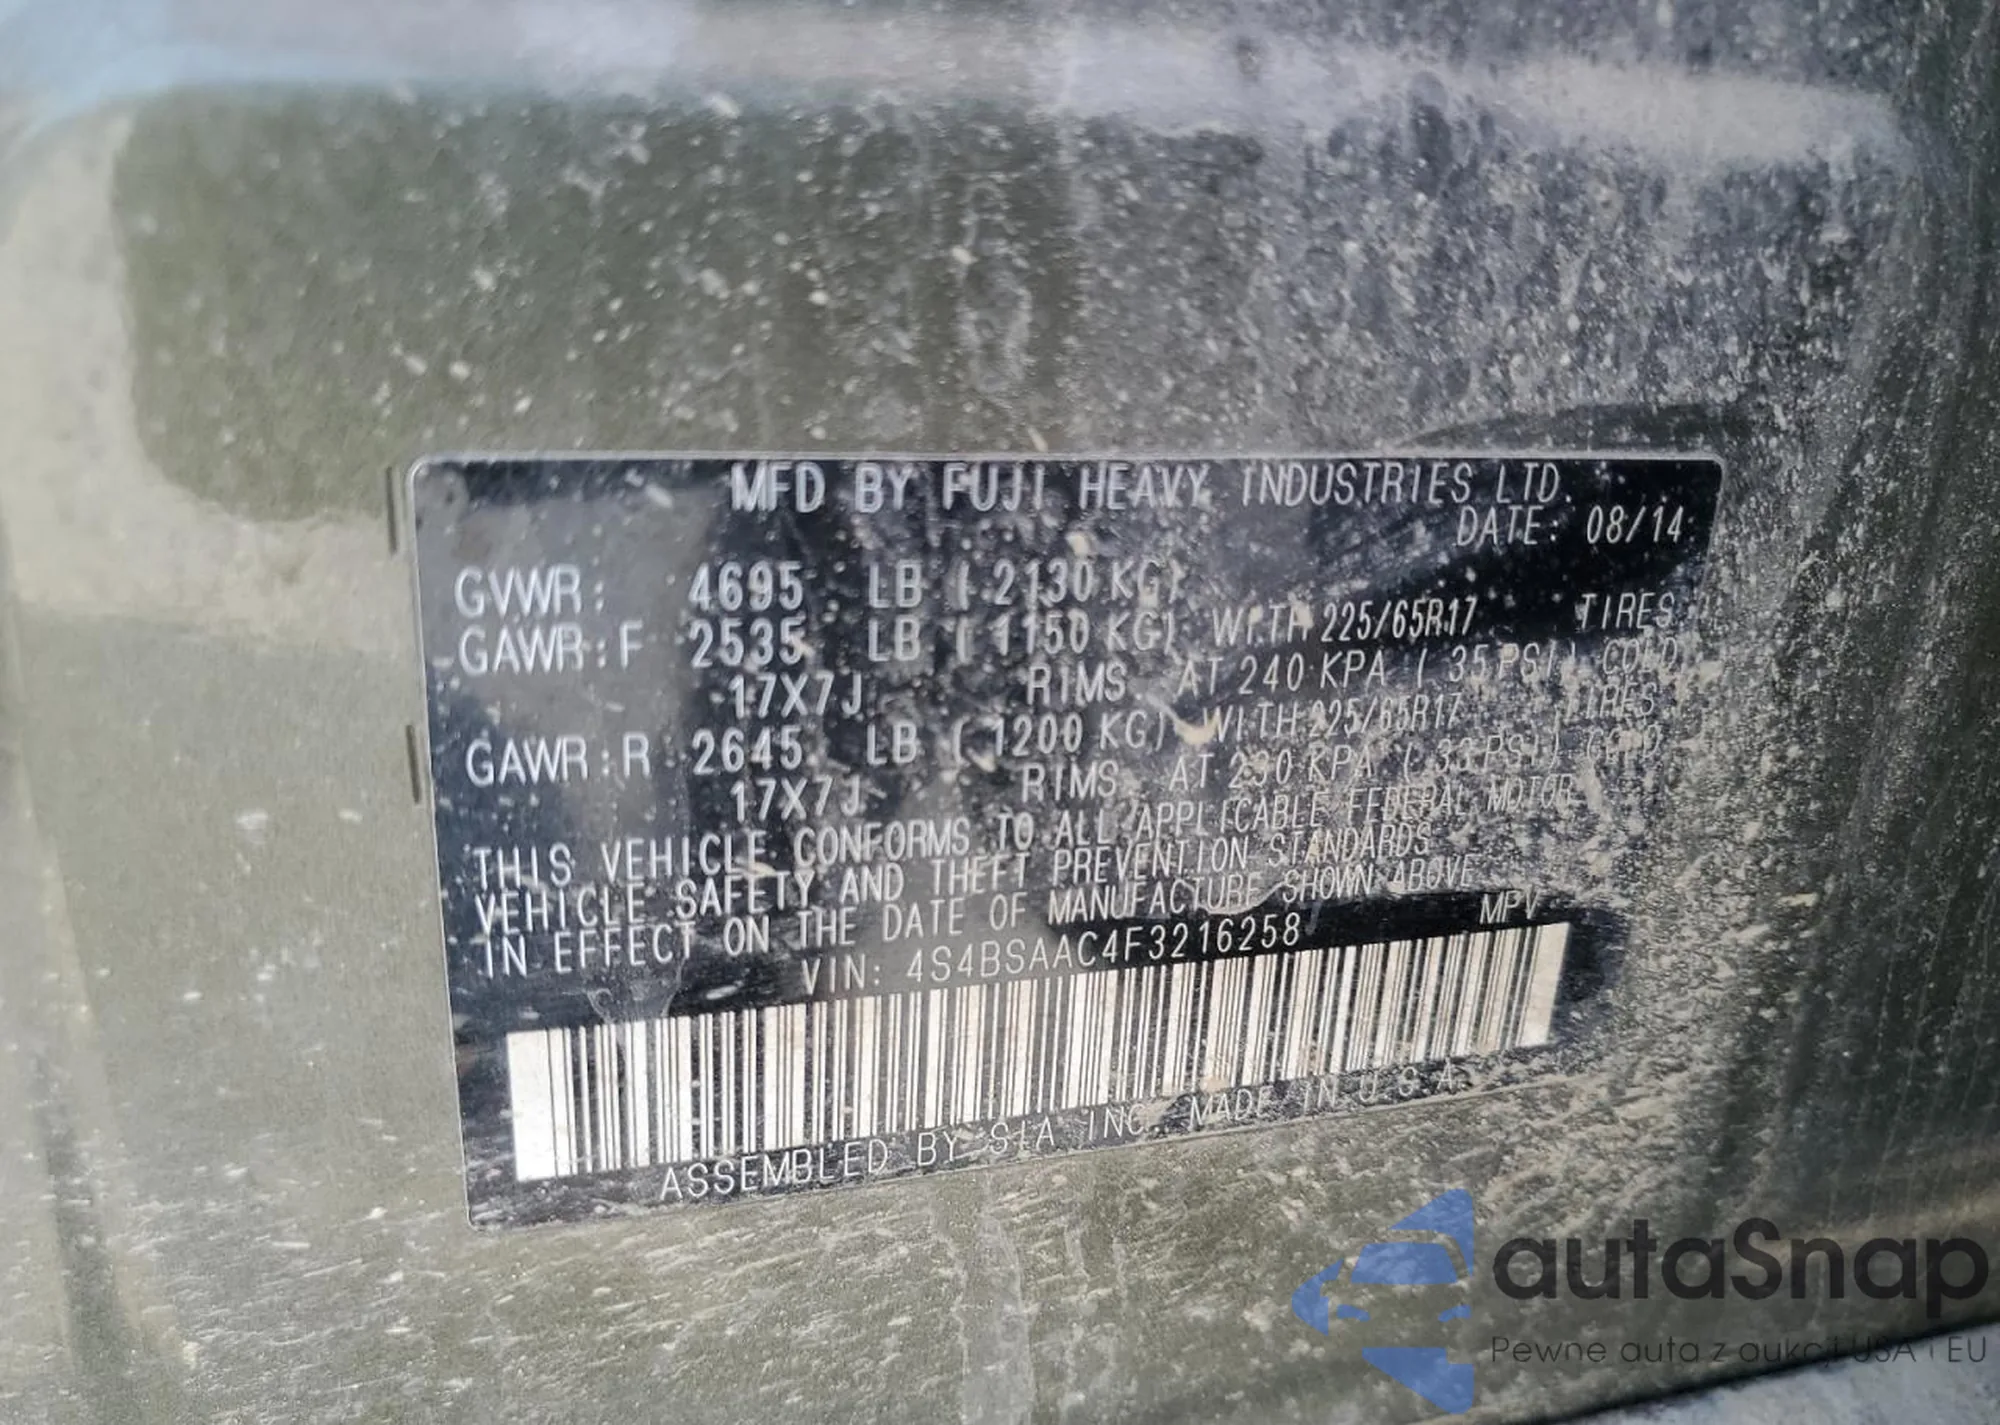 MFD BY FUJI HEAVY INDUSTRIES LTD.
DATE: 08/14
GVWR: 4695 LB ( 2130 KG)
GAWR:F 2535 LB ( 1150 KG) WITH 225/65R17 TIRES
17X7J RIMS AT 240 KPA ( 35 PSI) COLD
GAWR:R 2645 LB ( 1200 KG) WITH 225/65R17 TIRES
17X7J RIMS AT 230 KPA ( 33 PSI) COLD
THIS VEHICLE CONFORMS TO ALL APPLICABLE FEDERAL MOTOR
VEHICLE SAFETY AND THEFT PREVENTION STANDARDS
IN EFFECT ON THE DATE OF MANUFACTURE SHOWN ABOVE
VIN: 4S4BSAAC4F3216258 MPV
ASSEMBLED BY SIA INC. MADE IN U.S.A.
autaSnap
Pewne auta z aukcji USA i EU